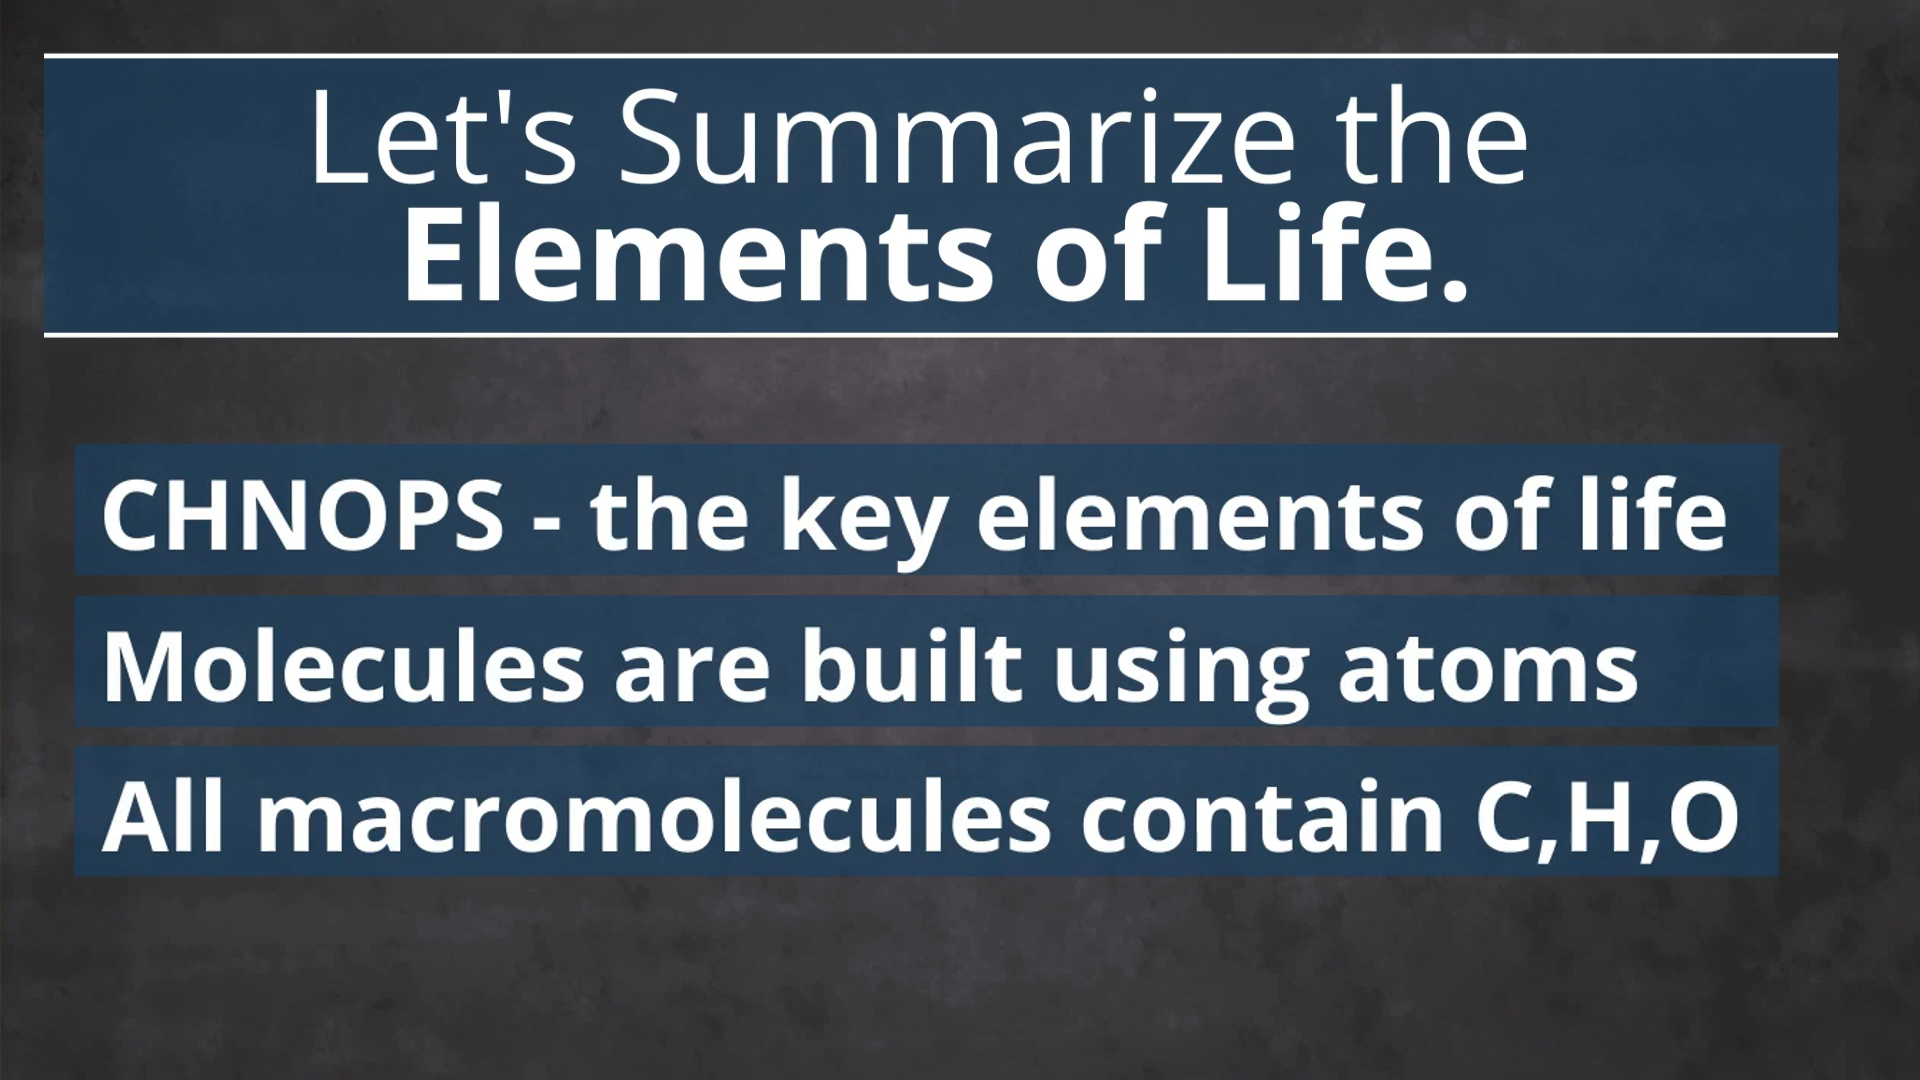 Let's Summarize the
Elements of Life.
CHNOPS - the key elements of life
Molecules are built using atoms
All macromolecules contain C,H,O